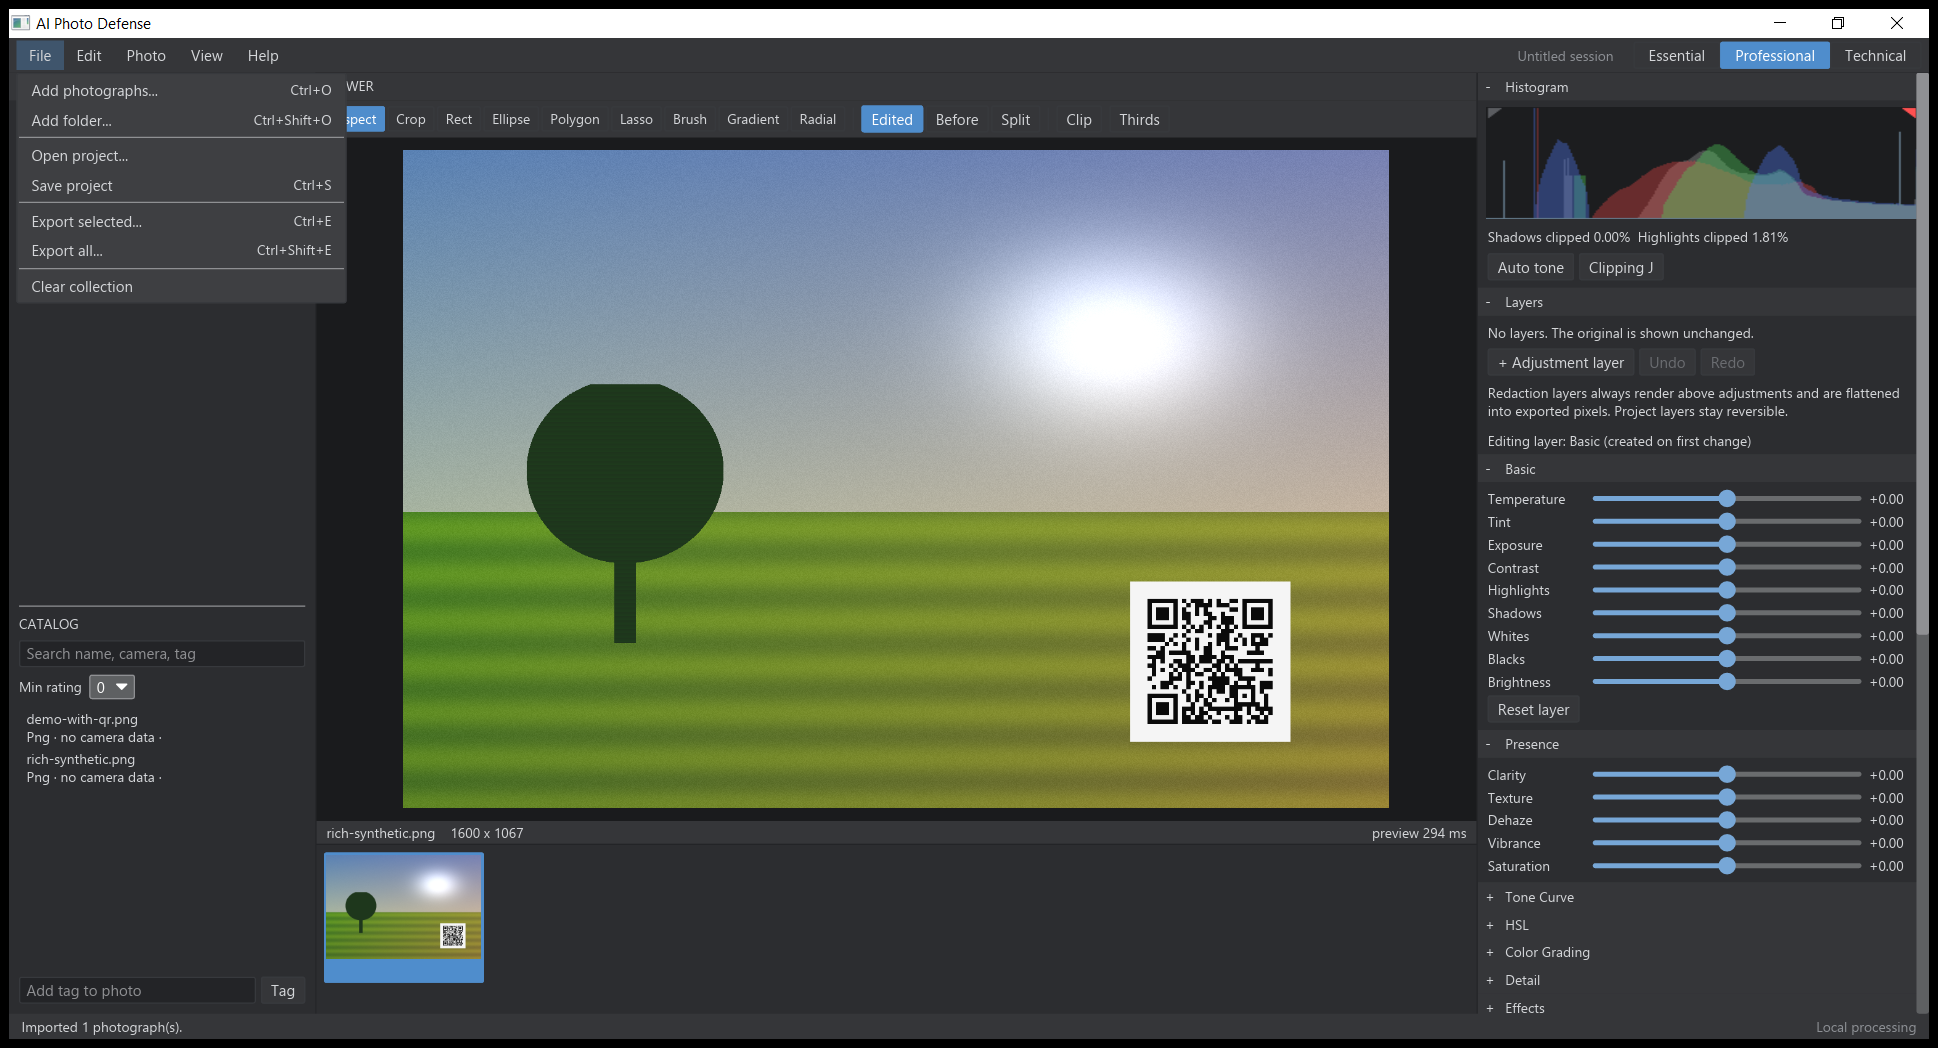 AI Photo Defense
File Edit Photo View Help Untitled session Essential Professional Technical
Add photographs... Ctrl+O
Add folder... Ctrl+Shift+O
Open project...
Save project Ctrl+S
Export selected... Ctrl+E
Export all... Ctrl+Shift+E
Clear collection
WER
spect Crop Rect Ellipse Polygon Lasso Brush Gradient Radial Edited Before Split Clip Thirds
CATALOG
Search name, camera, tag
Min rating 0
demo-with-qr.png
Png · no camera data ·
rich-synthetic.png
Png · no camera data ·
Add tag to photo Tag
rich-synthetic.png 1600 x 1067 preview 294 ms
- Histogram
Shadows clipped 0.00% Highlights clipped 1.81%
Auto tone Clipping J
- Layers
No layers. The original is shown unchanged.
+ Adjustment layer Undo Redo
Redaction layers always render above adjustments and are flattened
into exported pixels. Project layers stay reversible.
Editing layer: Basic (created on first change)
- Basic
Temperature +0.00
Tint +0.00
Exposure +0.00
Contrast +0.00
Highlights +0.00
Shadows +0.00
Whites +0.00
Blacks +0.00
Brightness +0.00
Reset layer
- Presence
Clarity +0.00
Texture +0.00
Dehaze +0.00
Vibrance +0.00
Saturation +0.00
+ Tone Curve
+ HSL
+ Color Grading
+ Detail
+ Effects
Imported 1 photograph(s). Local processing